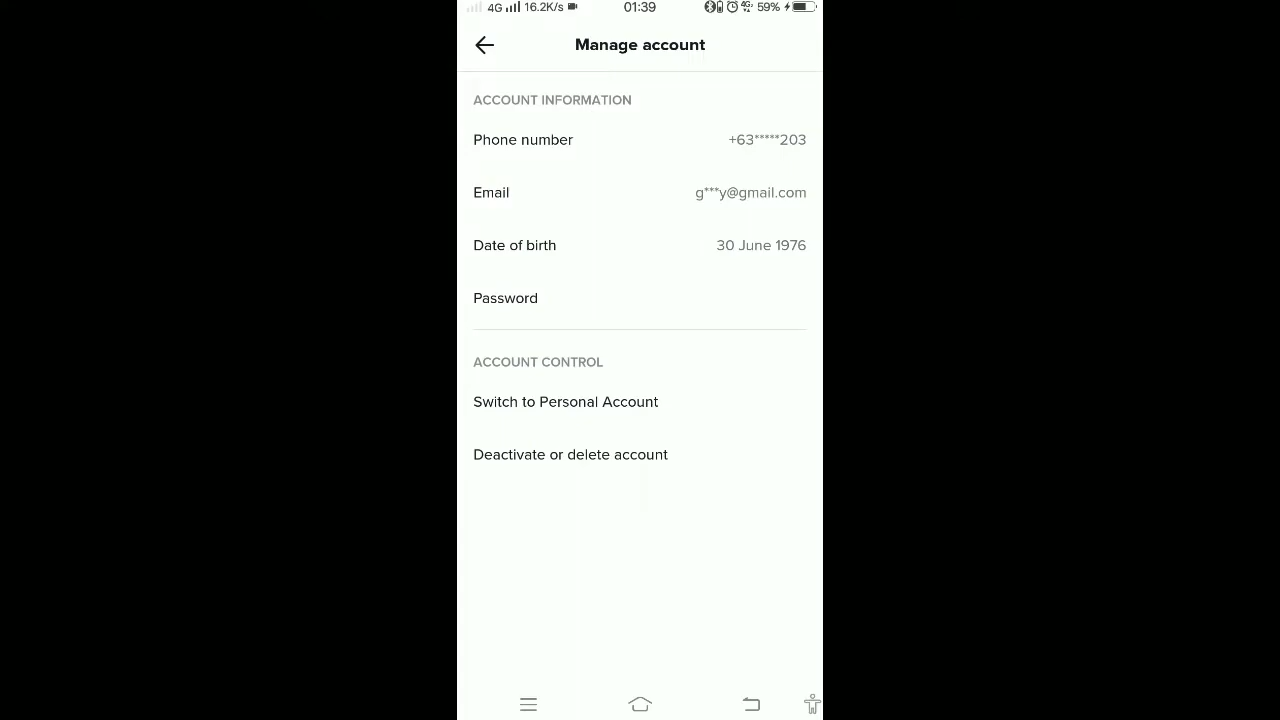 4G 16.2K/s 01:39 4G 59%
Manage account
ACCOUNT INFORMATION
Phone number +63*****203
Email g***y@gmail.com
Date of birth 30 June 1976
Password
ACCOUNT CONTROL
Switch to Personal Account
Deactivate or delete account